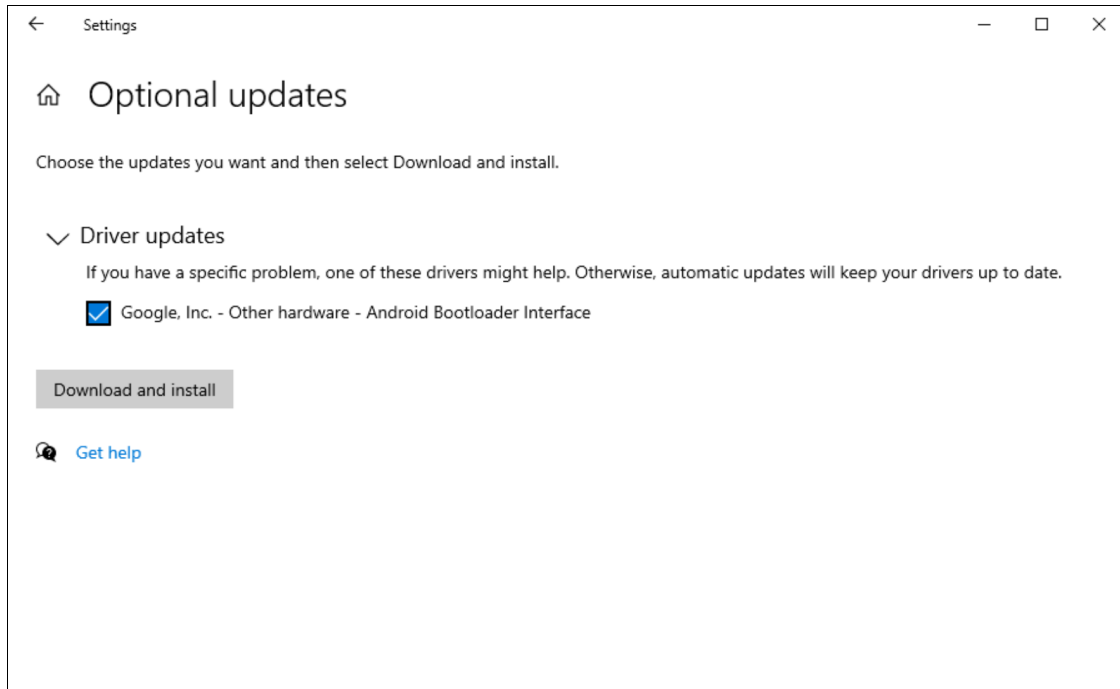 Settings
Optional updates
Choose the updates you want and then select Download and install.
Driver updates
If you have a specific problem, one of these drivers might help. Otherwise, automatic updates will keep your drivers up to date.
Google, Inc. - Other hardware - Android Bootloader Interface
Download and install
Get help